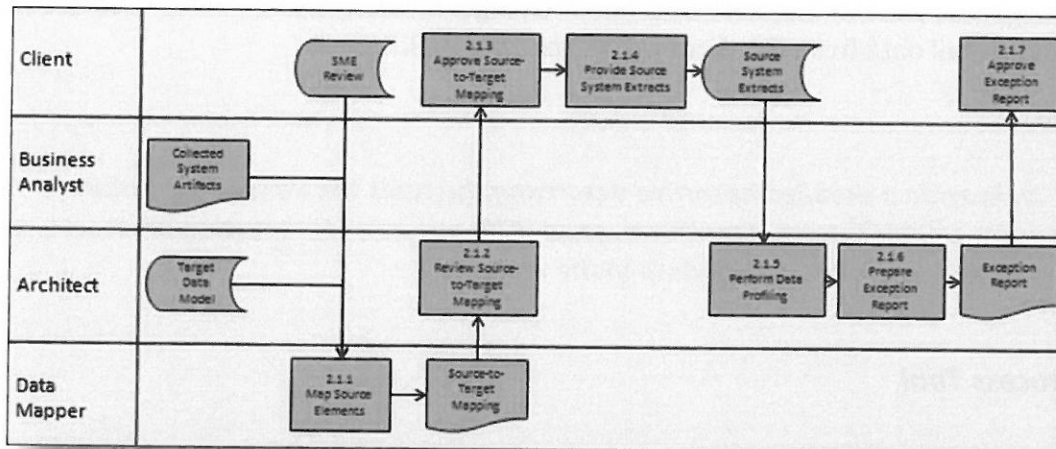 Client
SME
Review
2.1.3
Approve Source-
to-Target
Mapping
2.1.4
Provide Source
System Extracts
Source
System
Extracts
2.1.7
Approve
Exception
Report
Business
Analyst
Collected
System
Artifacts
Architect
Target
Data
Model
2.1.2
Review Source-
to-Target
Mapping
2.1.5
Perform Data
Profiling
2.1.6
Prepare
Exception
Report
Exception
Report
Data
Mapper
2.1.1
Map Source
Elements
Source-to-
Target
Mapping